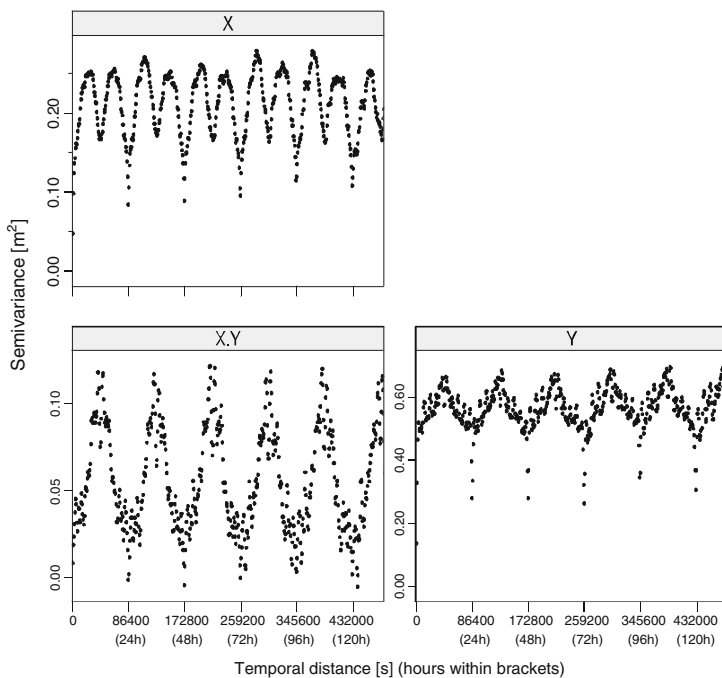 X
Semivariance [m²]
0.20
0.10
0.00
X.Y
Y
0.10
0.05
0.00
0.60
0.40
0.60
0.00
0 86400 172800 259200 345600 432000
(24h) (48h) (72h) (96h) (120h)
0 86400 172800 259200 345600 432000
(24h) (48h) (72h) (96h) (120h)
Temporal distance [s] (hours within brackets)